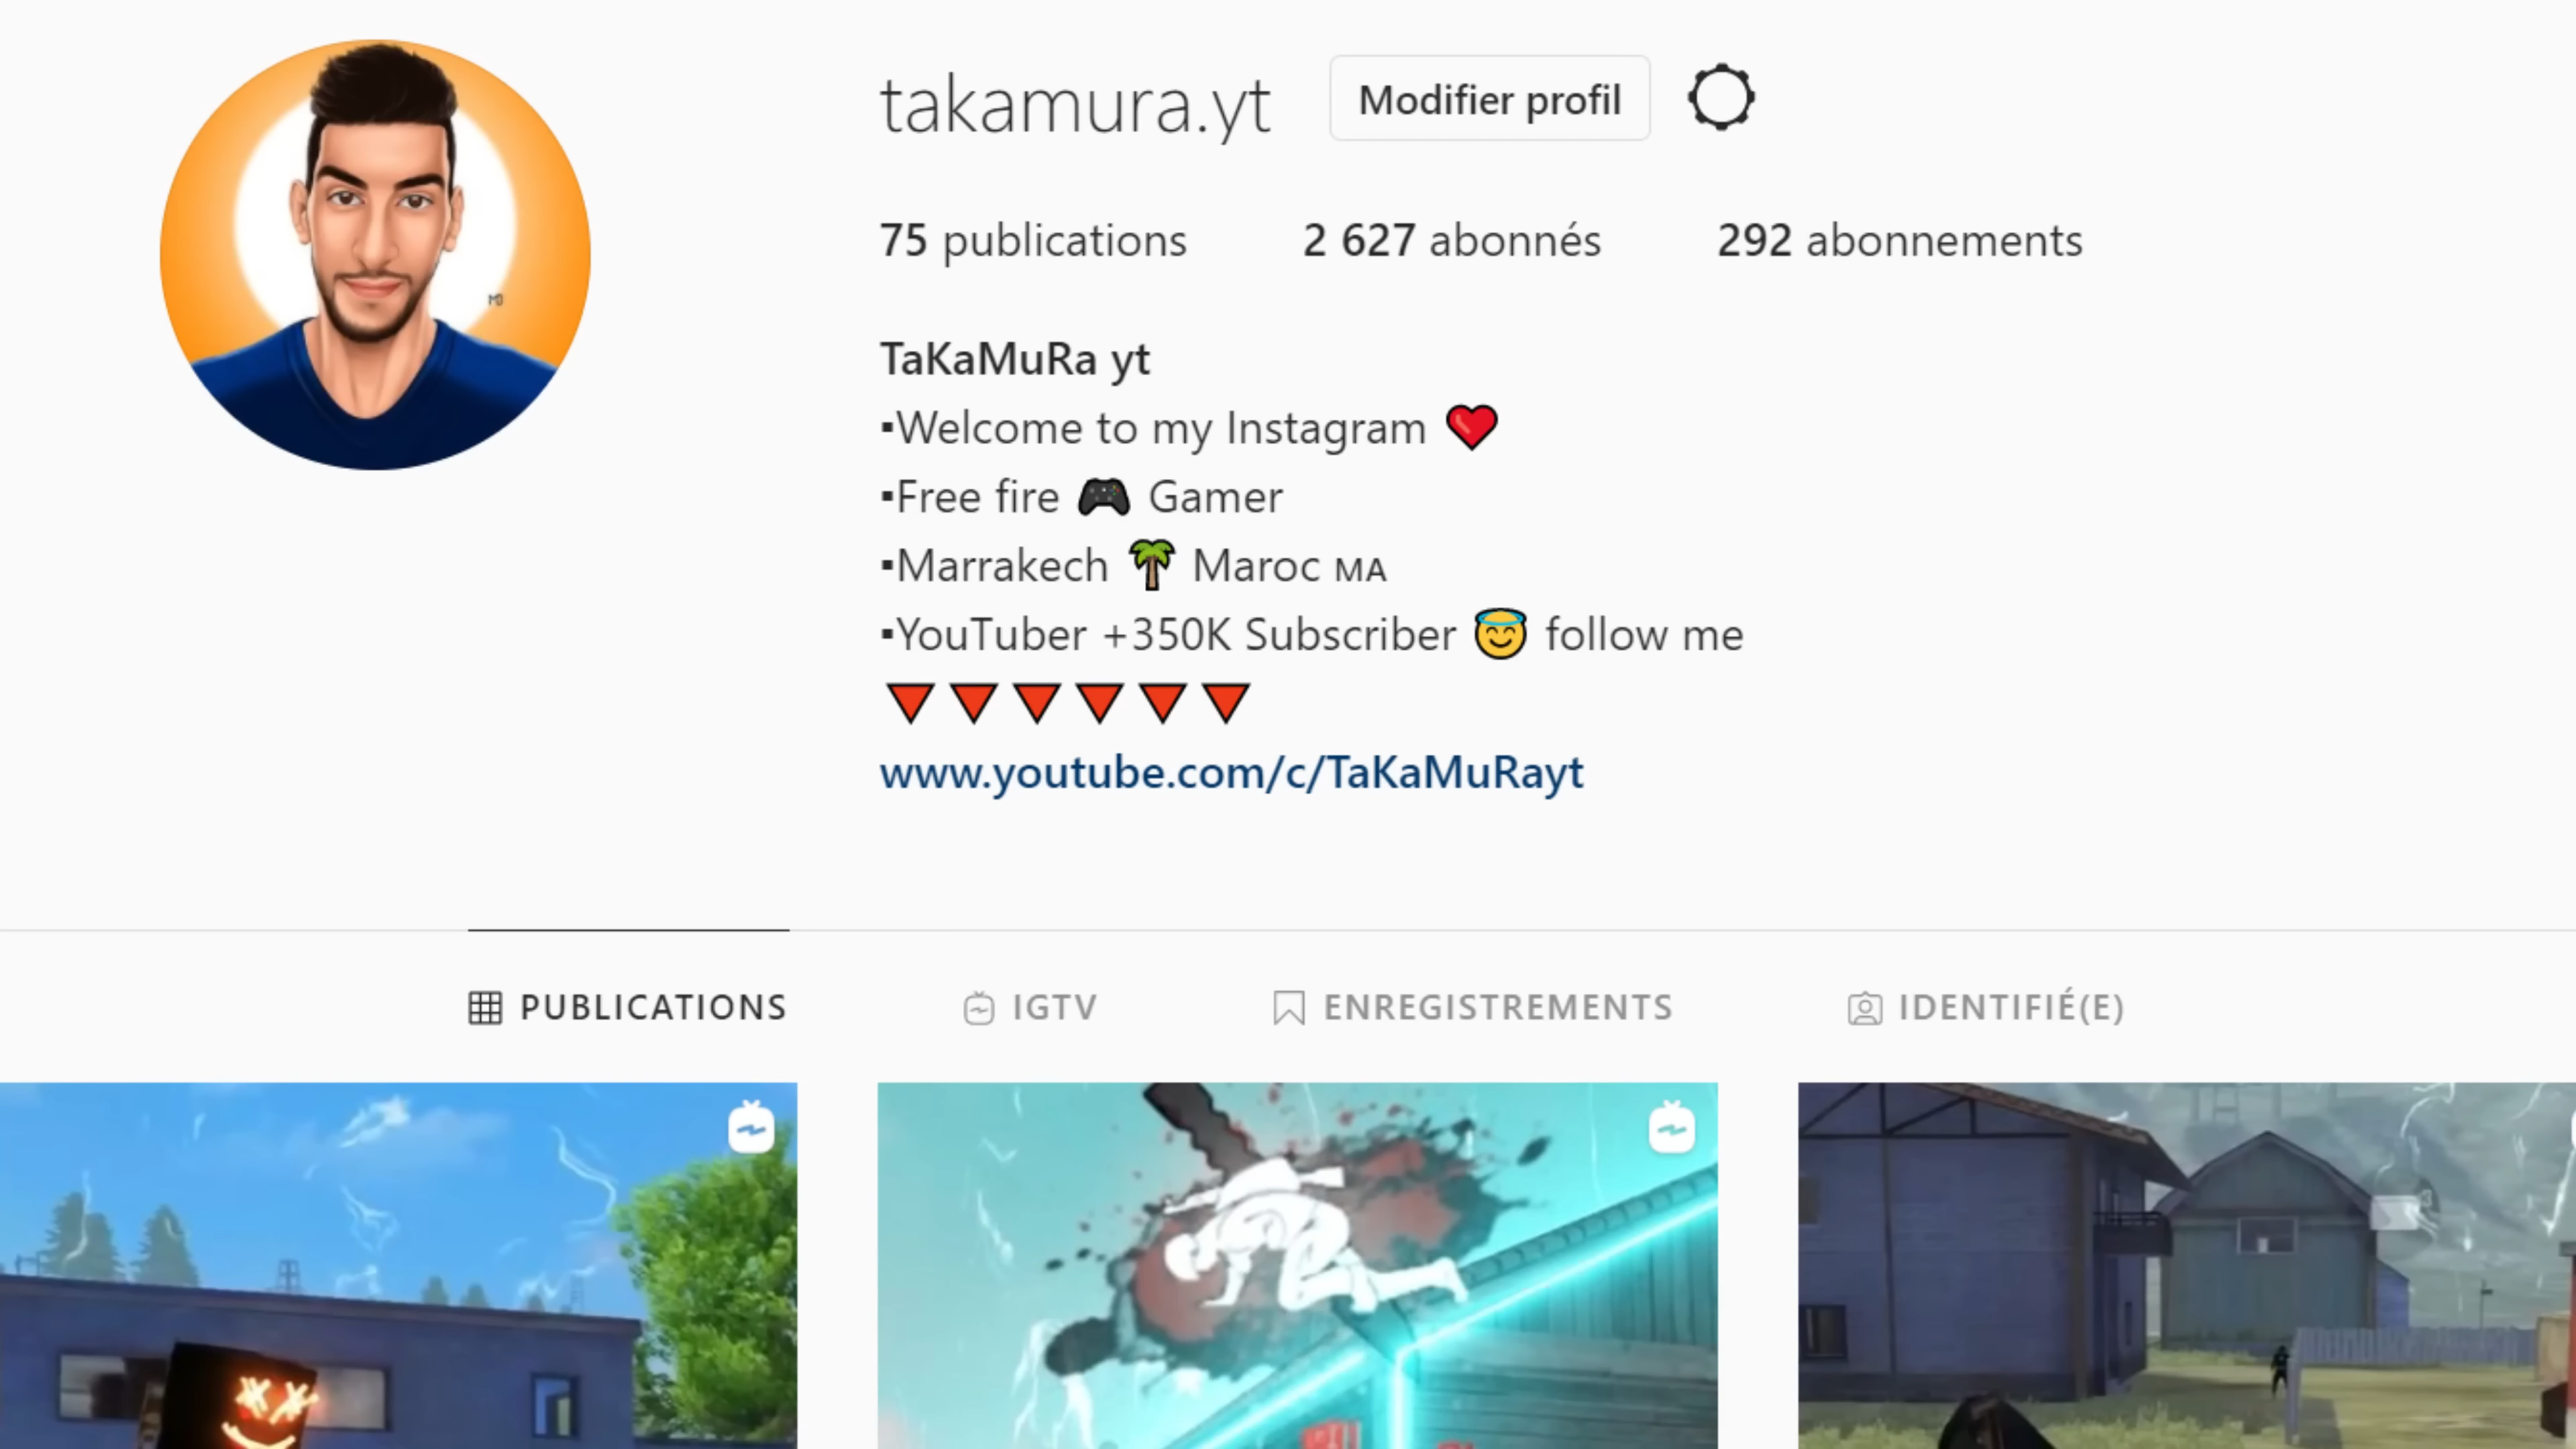 takamura.yt Modifier profil
75 publications 2 627 abonnés 292 abonnements
TaKaMuRa yt
▪Welcome to my Instagram ❤️
▪Free fire 🎮 Gamer
▪Marrakech 🌴 Maroc MA
▪YouTuber +350K Subscriber 😇 follow me
🔻🔻🔻🔻🔻🔻
www.youtube.com/c/TaKaMuRayt
PUBLICATIONS IGTV ENREGISTREMENTS IDENTIFIÉ(E)